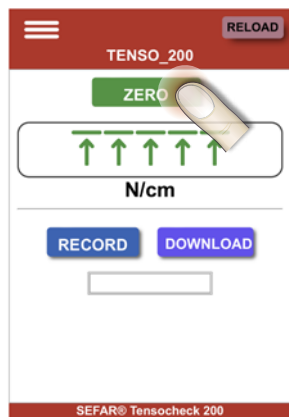 RELOAD
TENSO_200
ZERO
N/cm
RECORD DOWNLOAD
SEFAR® Tensocheck 200